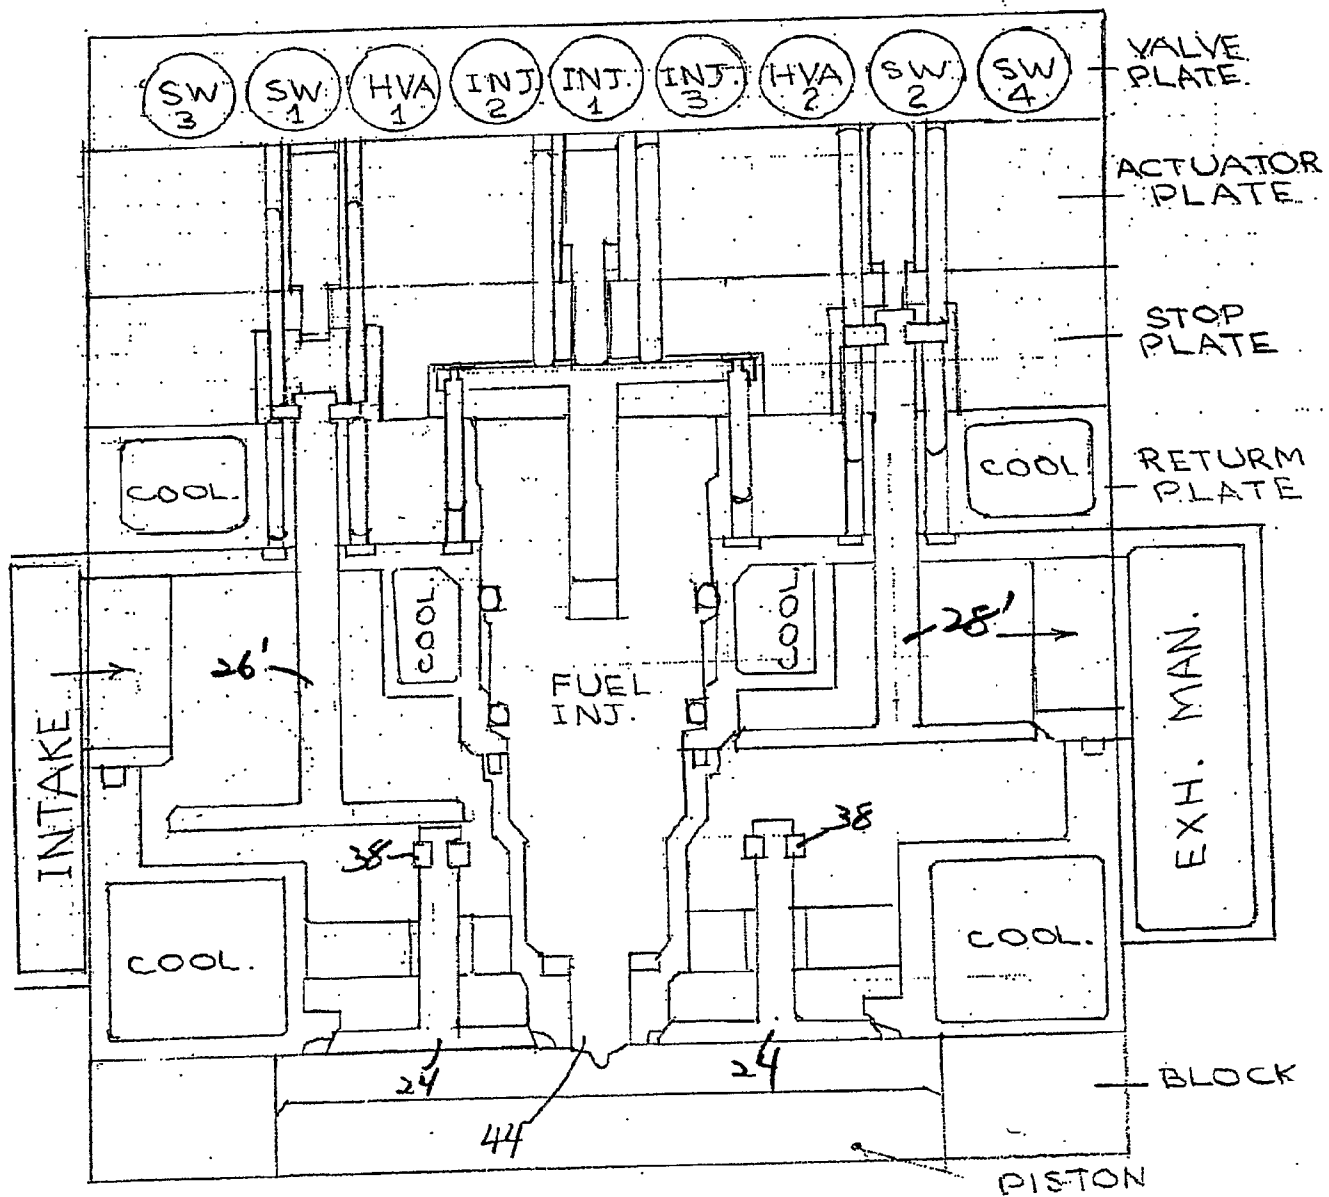 SW 3
SW 1
HVA 1
INJ. 2
INJ. 1
INJ. 3
HVA 2
SW 2
SW 4
VALVE
PLATE
ACTUATOR
PLATE
STOP
PLATE
COOL.
COOL.
RETURM
PLATE
COOL.
COOL.
26'
28'
FUEL
INJ.
INTAKE
EXH. MAN.
38
38
COOL.
COOL.
24
24
44
BLOCK
PISTON